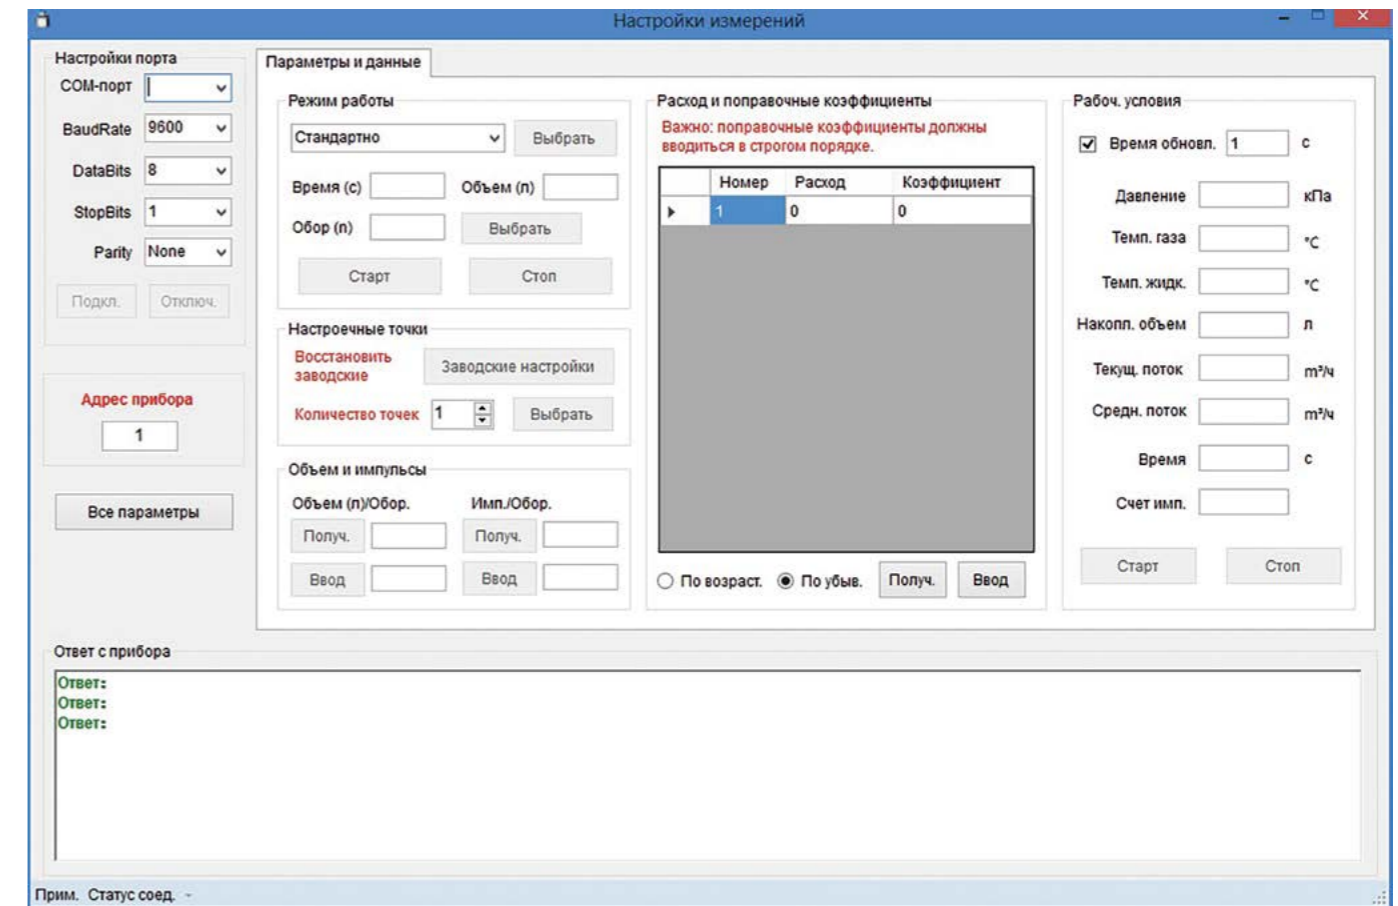 Настройки измерений
Настройки порта
COM-порт
BaudRate 9600
DataBits 8
StopBits 1
Parity None
Подкл. Отключ.
Адрес прибора
1
Все параметры
Параметры и данные
Режим работы
Стандартно Выбрать
Время (с) Объем (л)
Обор (n) Выбрать
Старт Стоп
Настроечные точки
Восстановить
заводские
Заводские настройки
Количество точек 1 Выбрать
Объем и импульсы
Объем (л)/Обор. Имп./Обор.
Получ. Получ.
Ввод Ввод
Расход и поправочные коэффициенты
Важно: поправочные коэффициенты должны
вводиться в строгом порядке.
Номер Расход Коэффициент
1 0 0
По возраст. По убыв. Получ. Ввод
Рабоч. условия
Время обновл. 1 с
Давление кПа
Темп. газа °C
Темп. жидк. °C
Накопл. объем л
Текущ. поток m³/ч
Средн. поток m³/ч
Время с
Счет имп.
Старт Стоп
Ответ с прибора
Ответ:
Ответ:
Ответ:
Прим. Статус соед. -